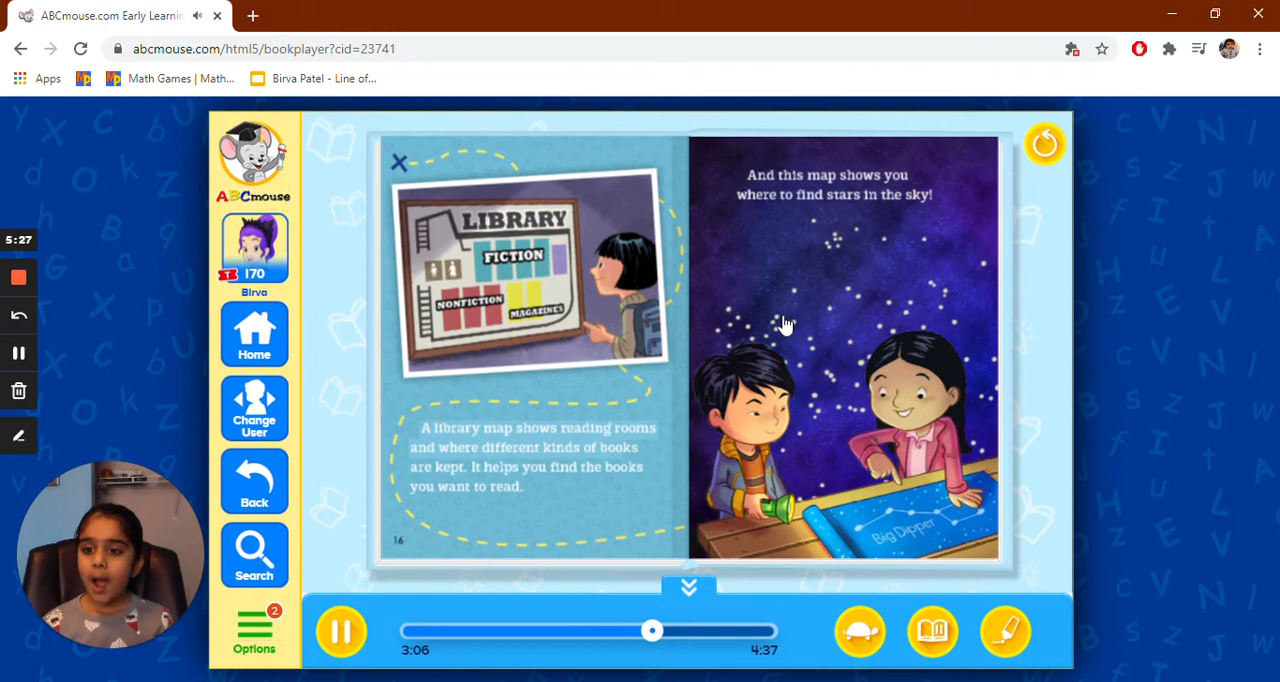 ABCmouse.com Early Learnin
abcmouse.com/html5/bookplayer?cid=23741
Apps
Math Games | Math...
Birva Patel - Line of...
5:27
ABCmouse
T 170
Birva
Home
Change
User
Back
Search
2
Options
LIBRARY
FICTION
NONFICTION
MAGAZINES
A library map shows reading rooms
and where different kinds of books
are kept. It helps you find the books
you want to read.
16
And this map shows you
where to find stars in the sky!
Big Dipper
3:06
4:37